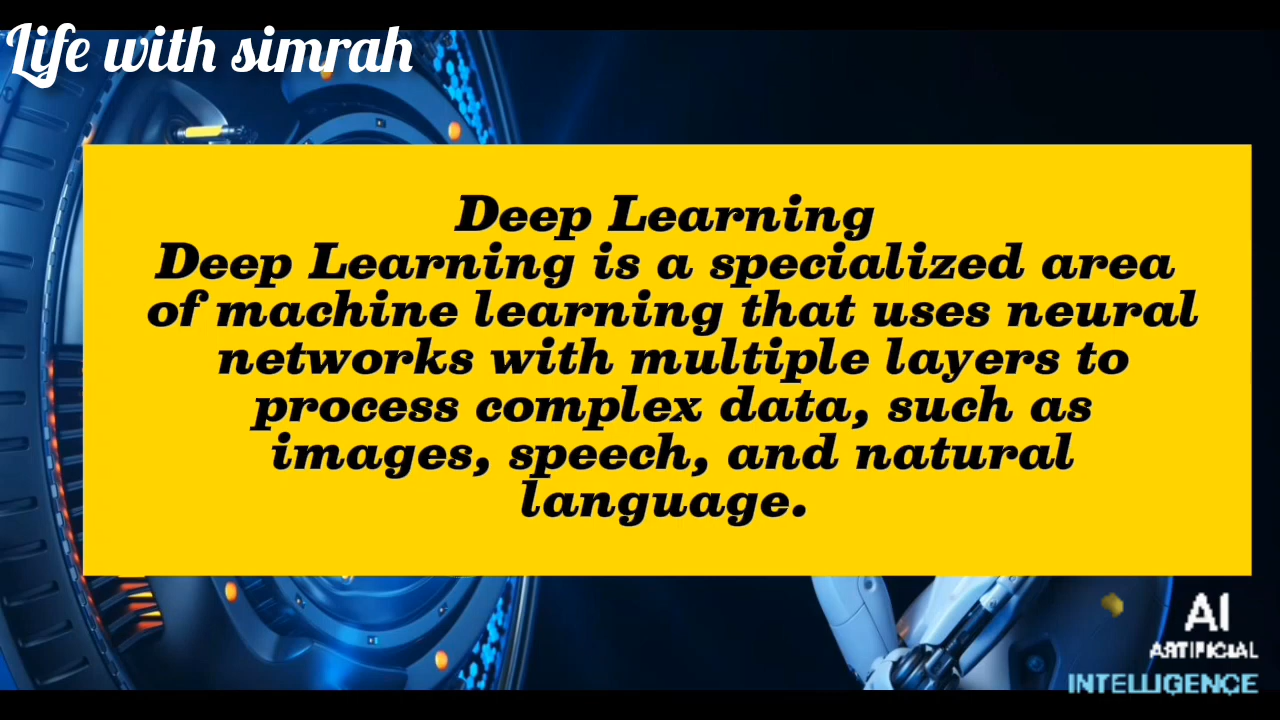 Life with simrah
Deep Learning
Deep Learning is a specialized area
of machine learning that uses neural
networks with multiple layers to
process complex data, such as
images, speech, and natural
language.
AI
ARTIFICIAL
INTELLIGENCE